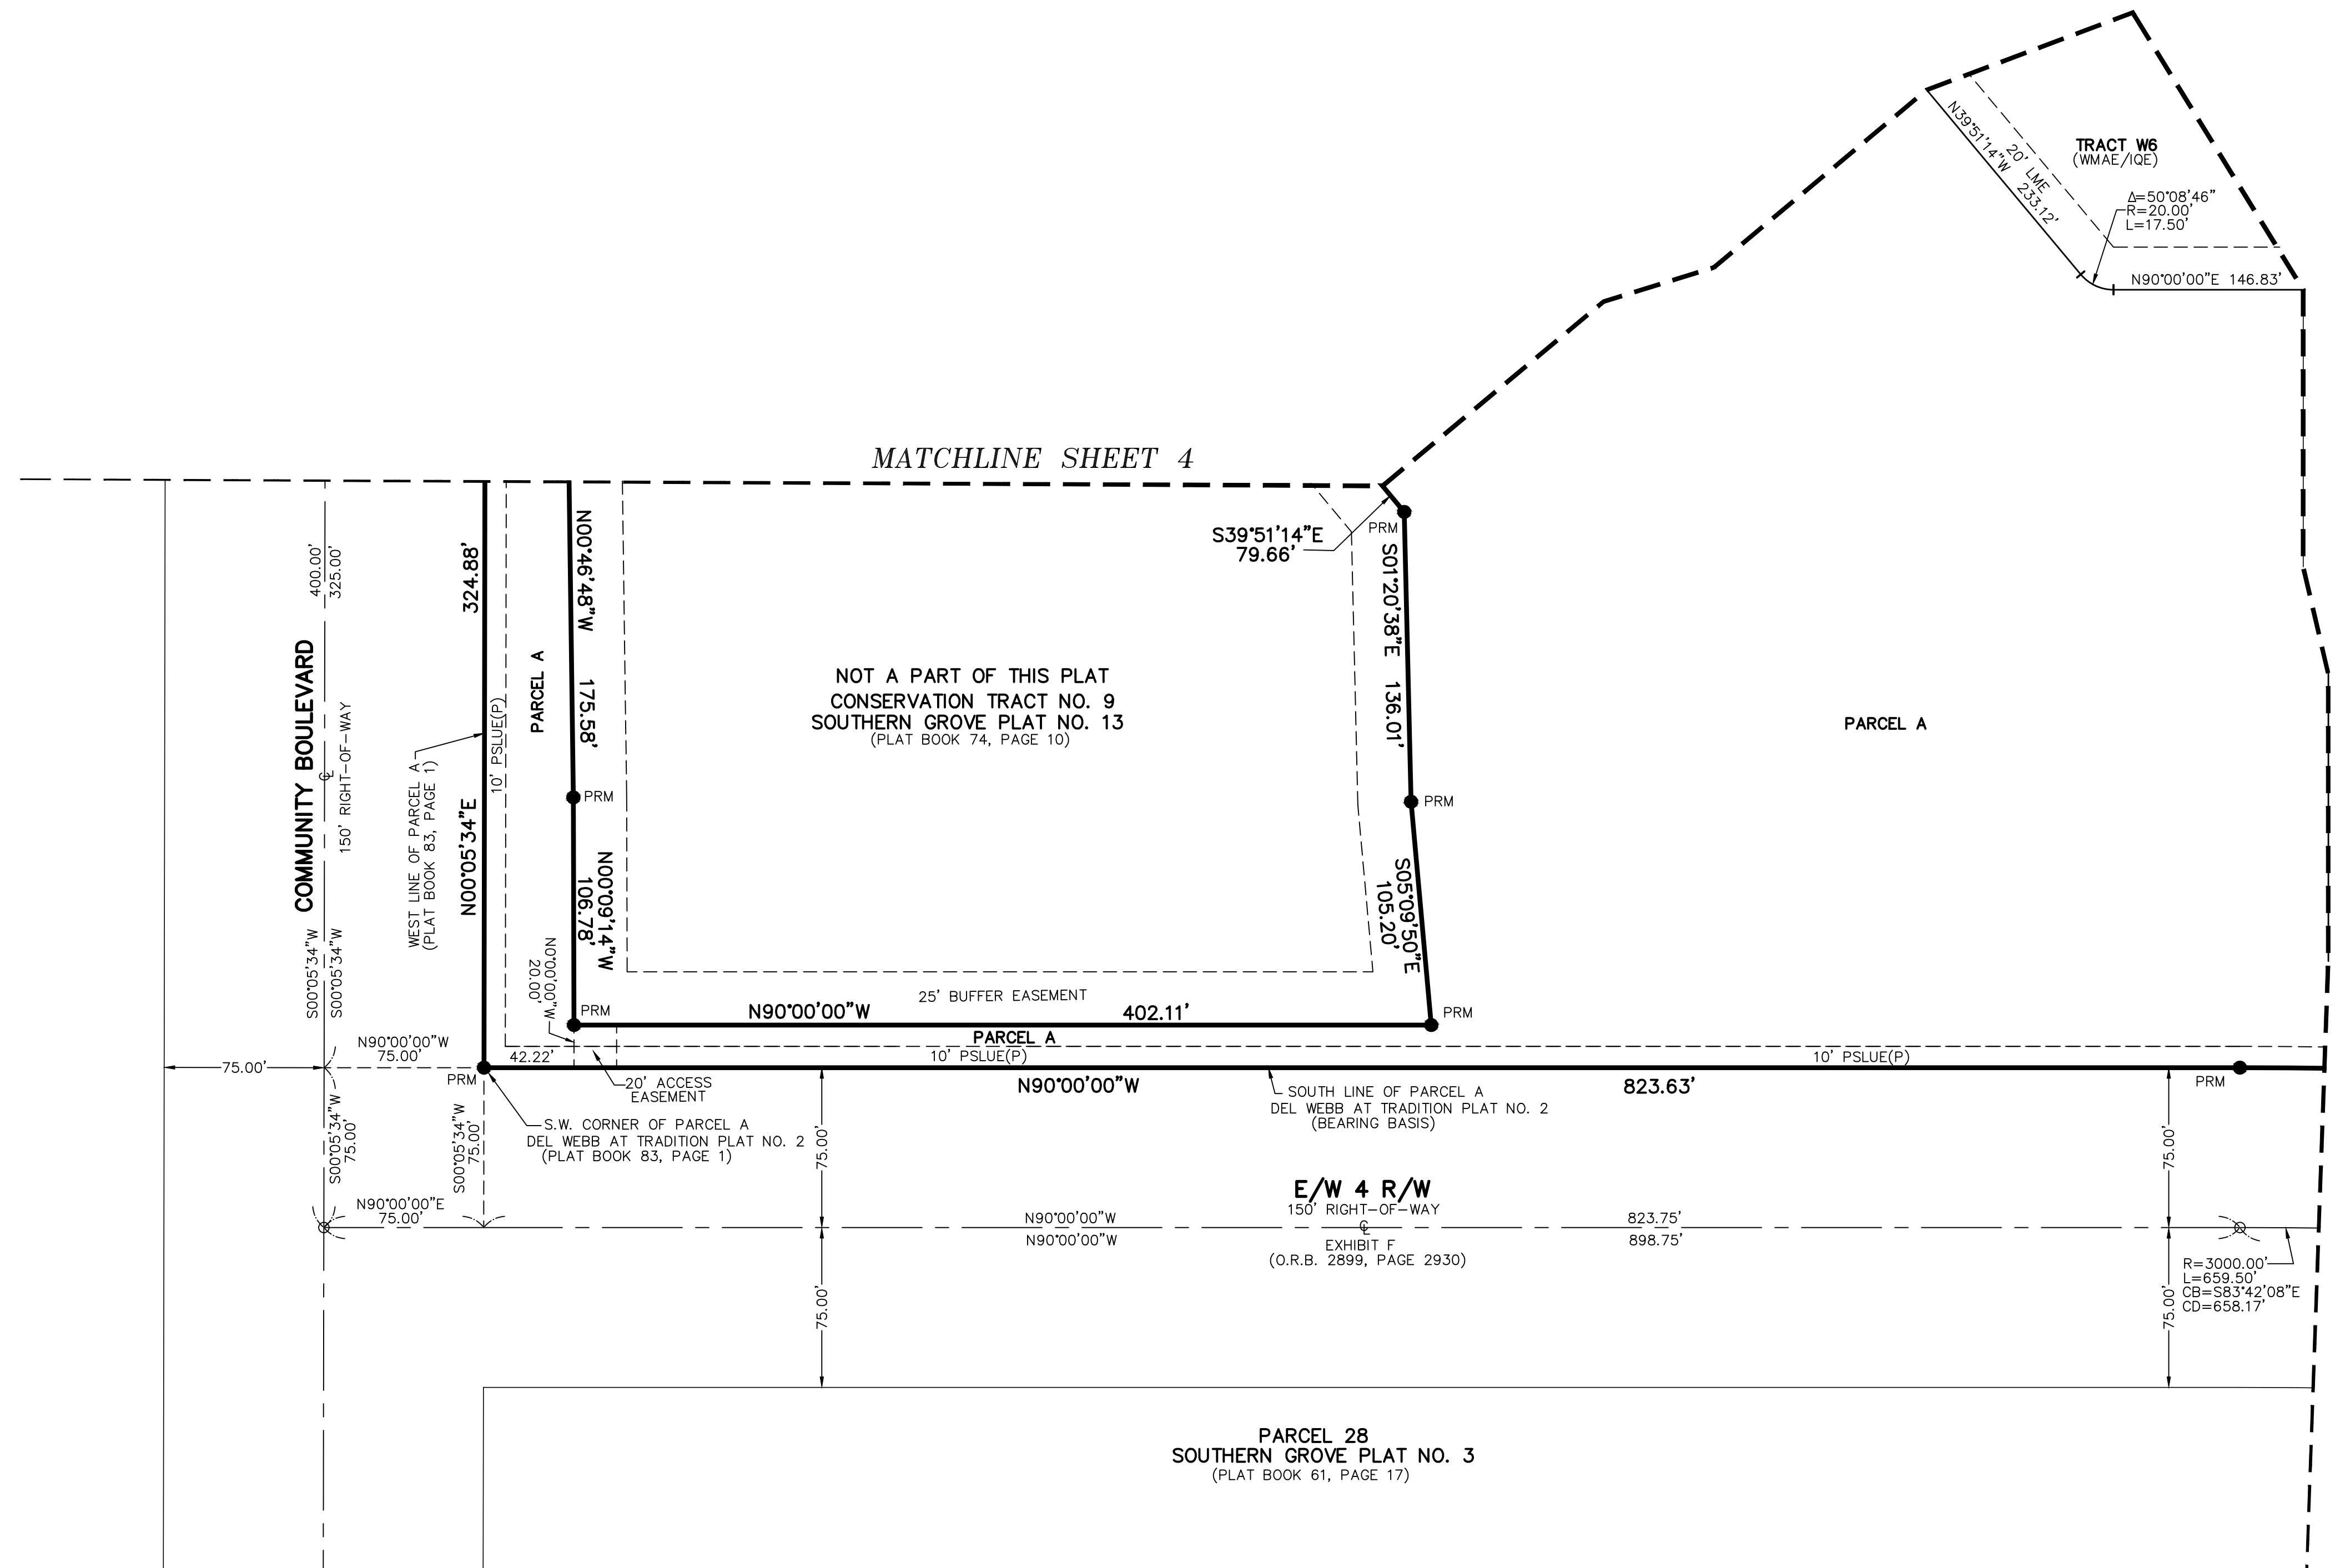 N39°51'14"W 233.12'
20' LME
TRACT W6
(WMAE/IQE)
Δ=50°08'46"
R=20.00'
L=17.50'
N90°00'00"E 146.83'
MATCHLINE SHEET 4
400.00'
325.00'
324.88'
N00°46'48"W 175.58'
S39°51'14"E
79.66'
PRM
S01°20'38"E 136.01'
COMMUNITY BOULEVARD
℄
150' RIGHT-OF-WAY
WEST LINE OF PARCEL A
(PLAT BOOK 83, PAGE 1)
N00°05'34"E
10' PSLUE(P)
PARCEL A
NOT A PART OF THIS PLAT
CONSERVATION TRACT NO. 9
SOUTHERN GROVE PLAT NO. 13
(PLAT BOOK 74, PAGE 10)
PARCEL A
PRM
PRM
N00°09'14"W
106.78'
S05°09'50"E
105.20'
S00°05'34"W
S00°05'34"W
N0°00'00"W
20.00'
25' BUFFER EASEMENT
PRM
N90°00'00"W 402.11'
PRM
PARCEL A
N90°00'00"W
75.00'
42.22'
10' PSLUE(P)
10' PSLUE(P)
75.00'
PRM
20' ACCESS
EASEMENT
N90°00'00"W 823.63'
SOUTH LINE OF PARCEL A
DEL WEBB AT TRADITION PLAT NO. 2
(BEARING BASIS)
PRM
S.W. CORNER OF PARCEL A
DEL WEBB AT TRADITION PLAT NO. 2
(PLAT BOOK 83, PAGE 1)
S00°05'34"W
75.00'
S00°05'34"W
75.00'
75.00'
75.00'
N90°00'00"E
75.00'
E/W 4 R/W
150' RIGHT-OF-WAY
N90°00'00"W 823.75'
℄
N90°00'00"W 898.75'
EXHIBIT F
(O.R.B. 2899, PAGE 2930)
75.00'
75.00'
R=3000.00'
L=659.50'
CB=S83°42'08"E
CD=658.17'
PARCEL 28
SOUTHERN GROVE PLAT NO. 3
(PLAT BOOK 61, PAGE 17)